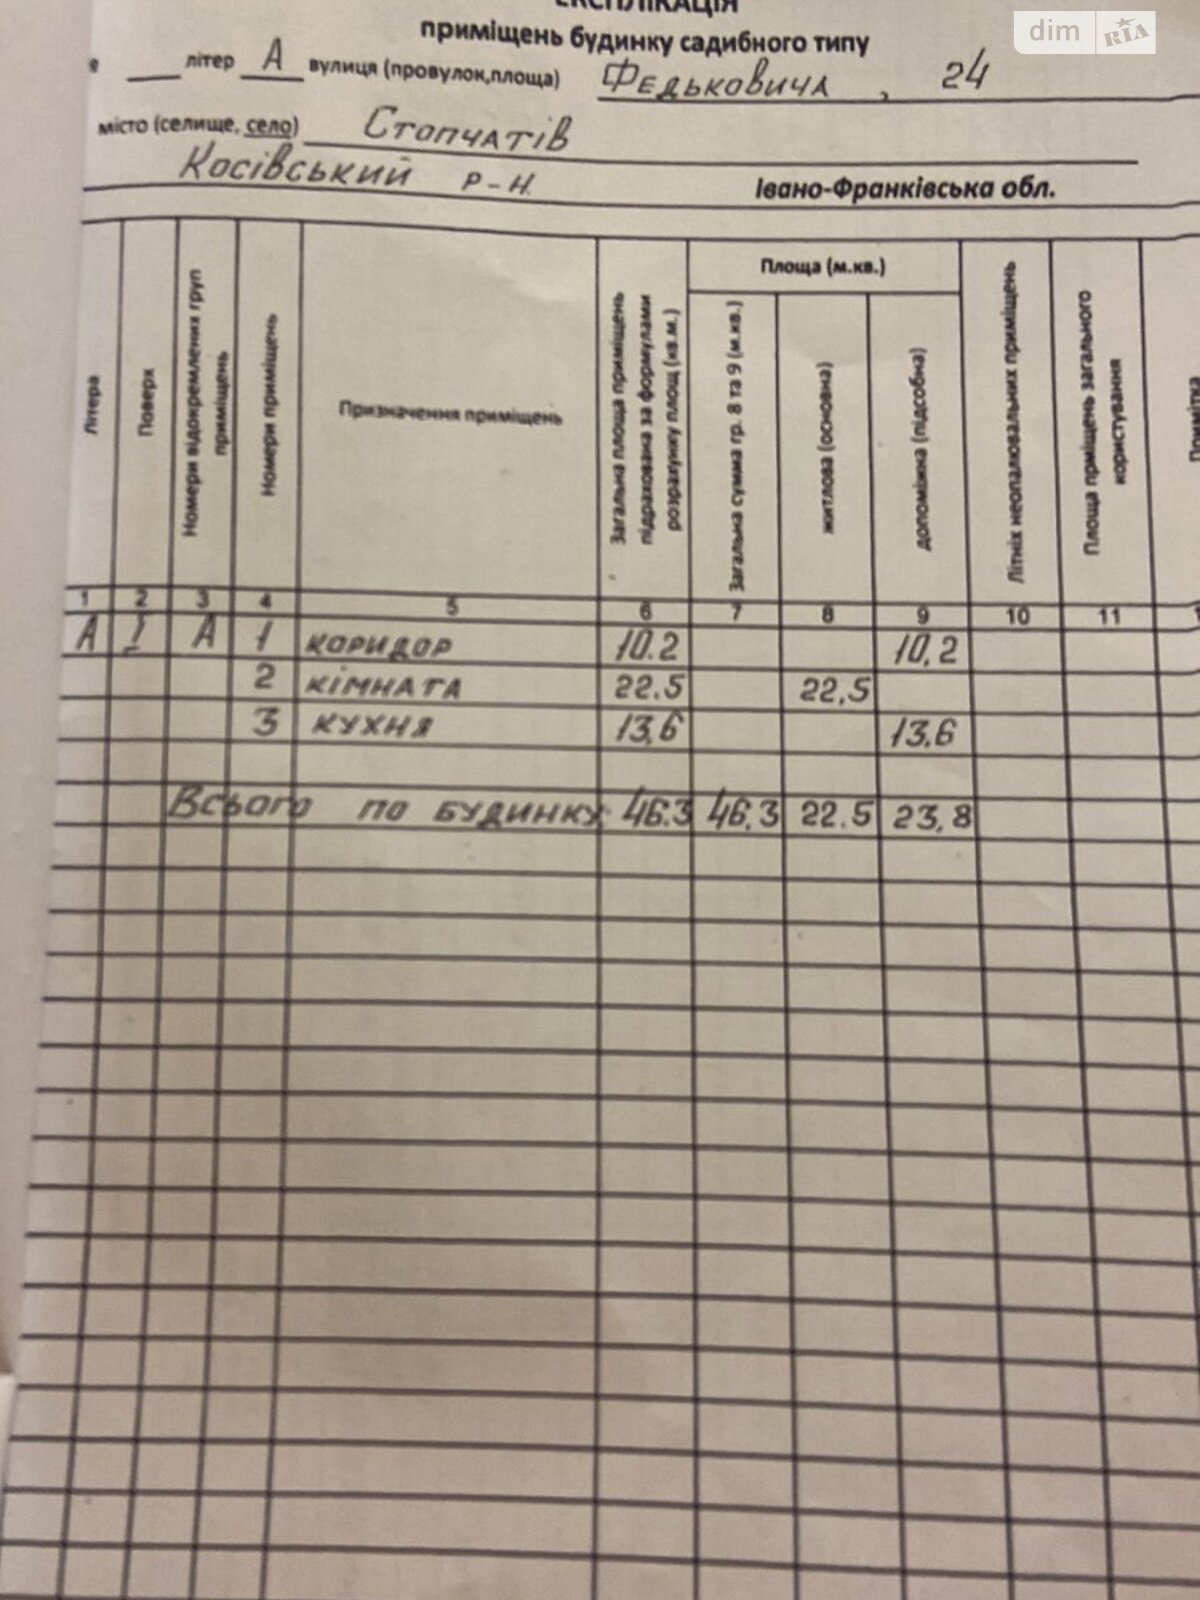 ЕКСПЛІКАЦІЯ
приміщень будинку садибного типу
dim RIA
літер А вулиця (провулок,площа) Федьковича, 24
місто (селище, село) Стопчатів
Косівський р-н. Івано-Франківська обл.
Літера
Поверх
Номери відокремлених груп приміщень
Номери приміщень
Призначення приміщень
Загальна площа приміщень підрахована за формулами розрахунку площ (кв.м.)
Площа (м.кв.)
Загальна сумма гр. 8 та 9 (м.кв.)
житлова (основна)
допоміжна (підсобна)
Літніх неопалювальних приміщень
Площа приміщень загального користування
Примітка
1 2 3 4 5 6 7 8 9 10 11
А І А 1 коридор 10.2 10,2
2 кімната 22.5 22,5
3 кухня 13,6 13.6
Всього по будинку: 46.3 46,3 22.5 23,8